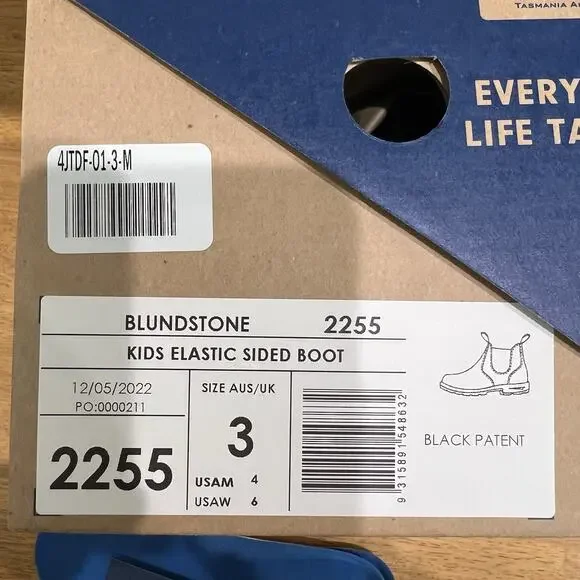 TASMANIA
EVERY
LIFE TA
4JTDF-01-3-M
BLUNDSTONE 2255
KIDS ELASTIC SIDED BOOT
12/05/2022
PO:0000211
2255
SIZE AUS/UK
3
USAM 4
USAW 6
9 315891 548632
BLACK PATENT